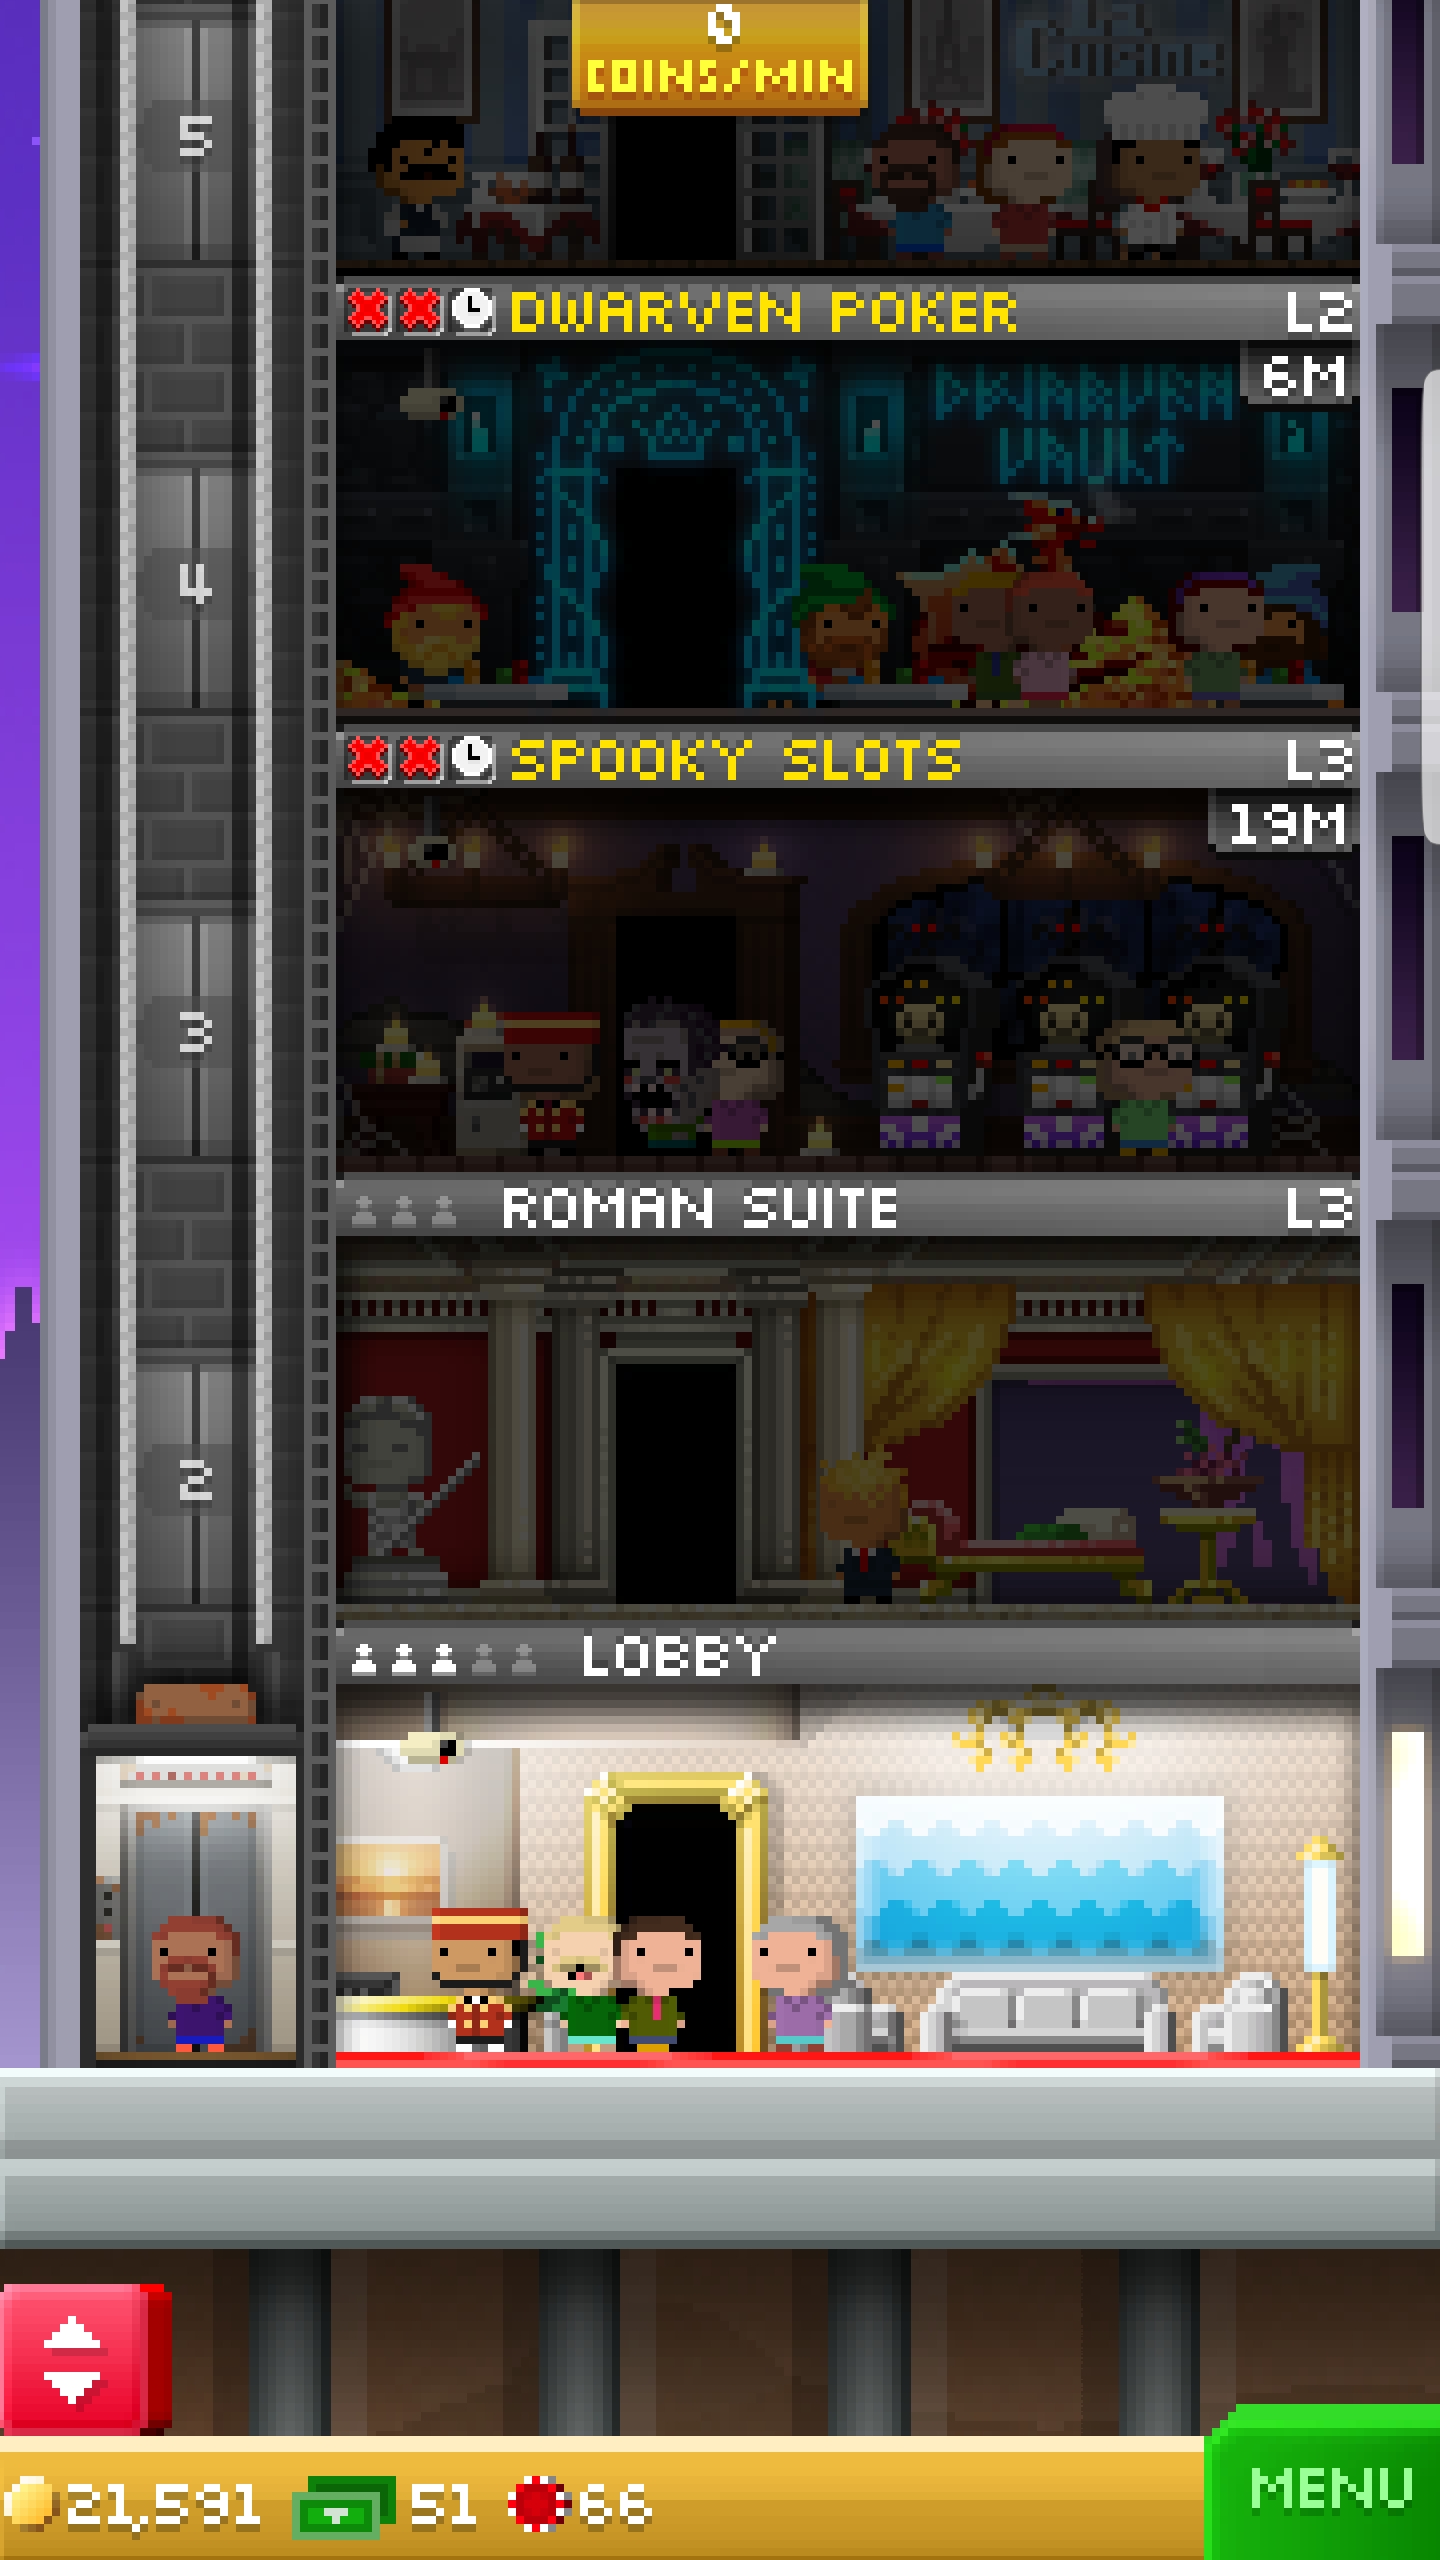 La
Cuisine
0
COINS/MIN
5
DWARVEN POKER L2
6M
DWARVEN
VAULT
4
SPOOKY SLOTS L3
19M
3
ROMAN SUITE L3
2
LOBBY
21,591 51 66
MENU